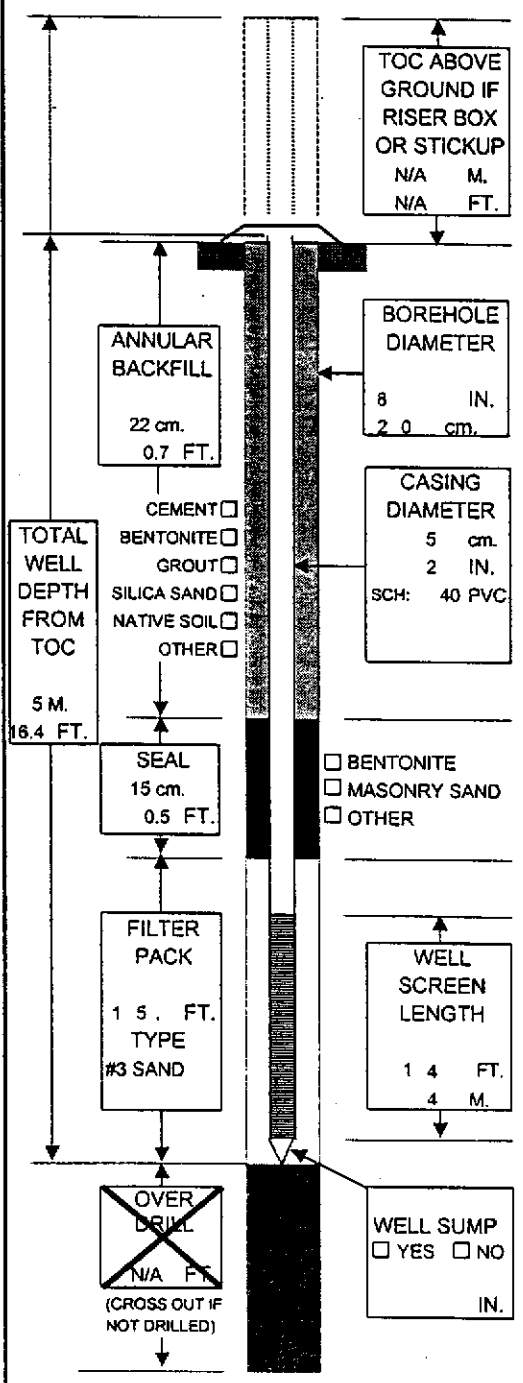 TOC ABOVE
GROUND IF
RISER BOX
OR STICKUP
N/A M.
N/A FT.
ANNULAR
BACKFILL
22 cm.
0.7 FT.
BOREHOLE
DIAMETER
8 IN.
2 0 cm.
CEMENT
BENTONITE
GROUT
SILICA SAND
NATIVE SOIL
OTHER
CASING
DIAMETER
5 cm.
2 IN.
SCH: 40 PVC
TOTAL
WELL
DEPTH
FROM
TOC
5 M.
16.4 FT.
SEAL
15 cm.
0.5 FT.
BENTONITE
MASONRY SAND
OTHER
FILTER
PACK
1 5 . FT.
TYPE
#3 SAND
WELL
SCREEN
LENGTH
1 4 FT.
4 M.
OVER
DRILL
N/A FT
(CROSS OUT IF
NOT DRILLED)
WELL SUMP
YES NO
IN.